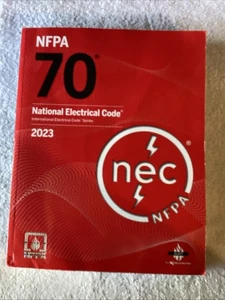 NFPA
70®
National Electrical Code®
International Electrical Code® Series
2023
nec®
NFPA